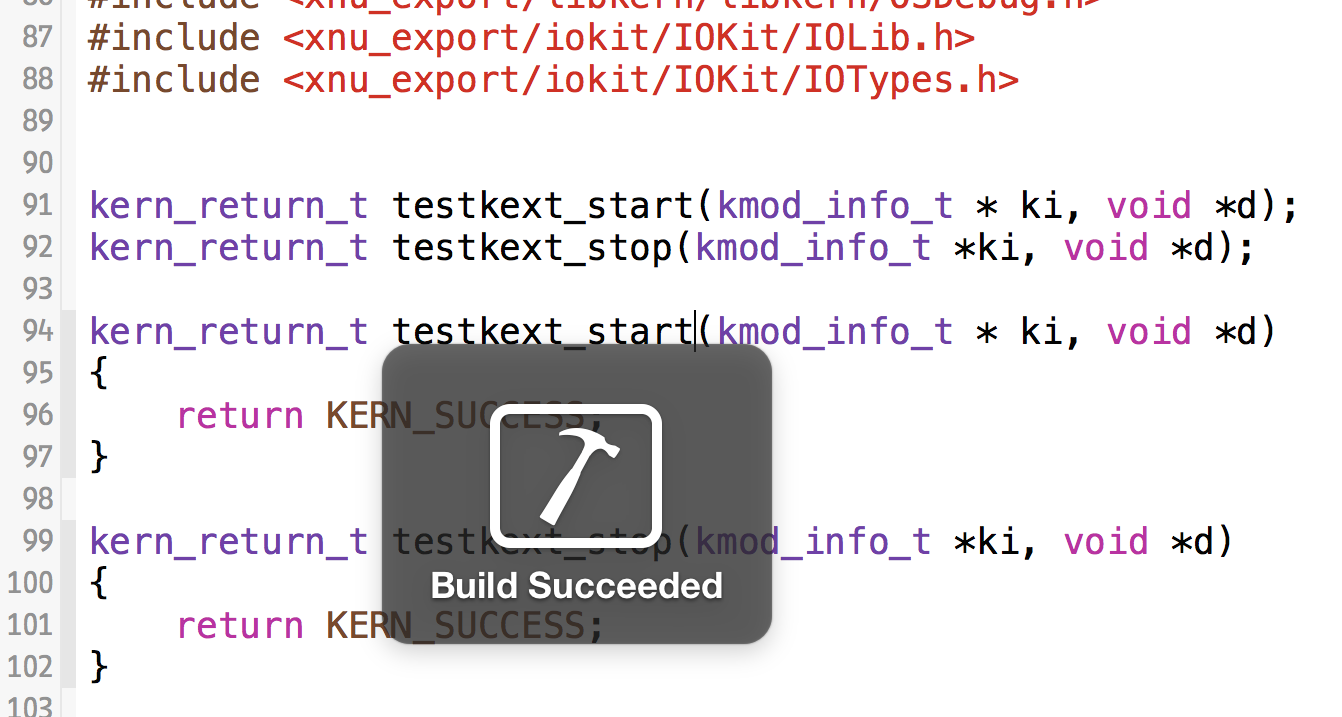 86 #include <xnu_export/libkern/libkern/OSDebug.h>
87 #include <xnu_export/iokit/IOKit/IOLib.h>
88 #include <xnu_export/iokit/IOKit/IOTypes.h>
89
90
91 kern_return_t testkext_start(kmod_info_t * ki, void *d);
92 kern_return_t testkext_stop(kmod_info_t *ki, void *d);
93
94 kern_return_t testkext_start(kmod_info_t * ki, void *d)
95 {
96     return KERN_SUCCESS;
97 }
98
99 kern_return_t testkext_stop(kmod_info_t *ki, void *d)
100 {
Build Succeeded
101     return KERN_SUCCESS;
102 }
103